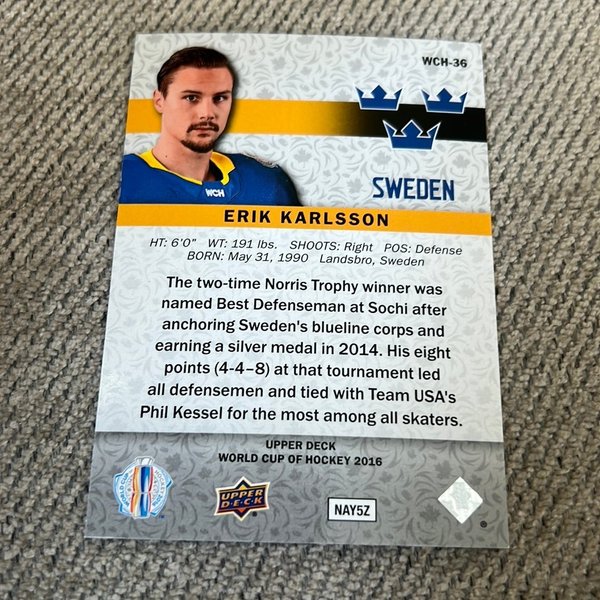 WCH-36
WCH
SWEDEN
ERIK KARLSSON
HT: 6'0" WT: 191 lbs. SHOOTS: Right POS: Defense
BORN: May 31, 1990 Landsbro, Sweden
The two-time Norris Trophy winner was
named Best Defenseman at Sochi after
anchoring Sweden's blueline corps and
earning a silver medal in 2014. His eight
points (4-4–8) at that tournament led
all defensemen and tied with Team USA's
Phil Kessel for the most among all skaters.
UPPER DECK
WORLD CUP OF HOCKEY 2016
UPPER
DECK
NAY5Z
®